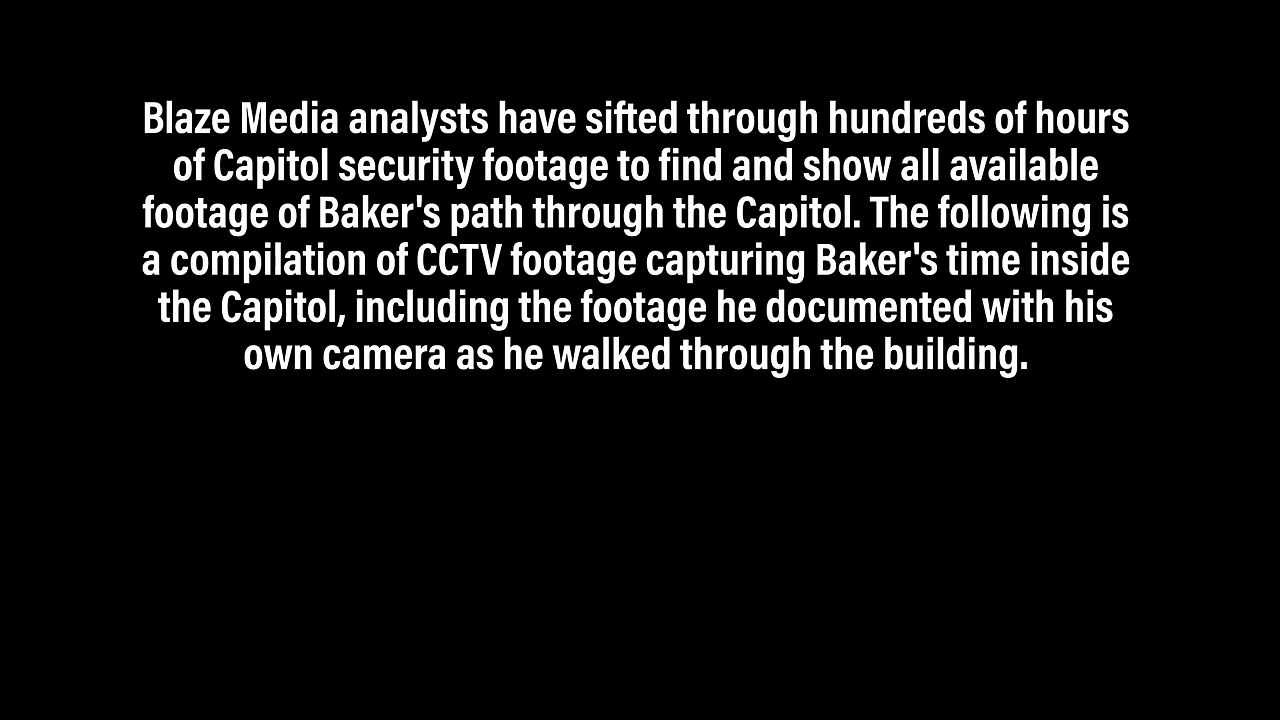 Blaze Media analysts have sifted through hundreds of hours
of Capitol security footage to find and show all available
footage of Baker's path through the Capitol. The following is
a compilation of CCTV footage capturing Baker's time inside
the Capitol, including the footage he documented with his
own camera as he walked through the building.